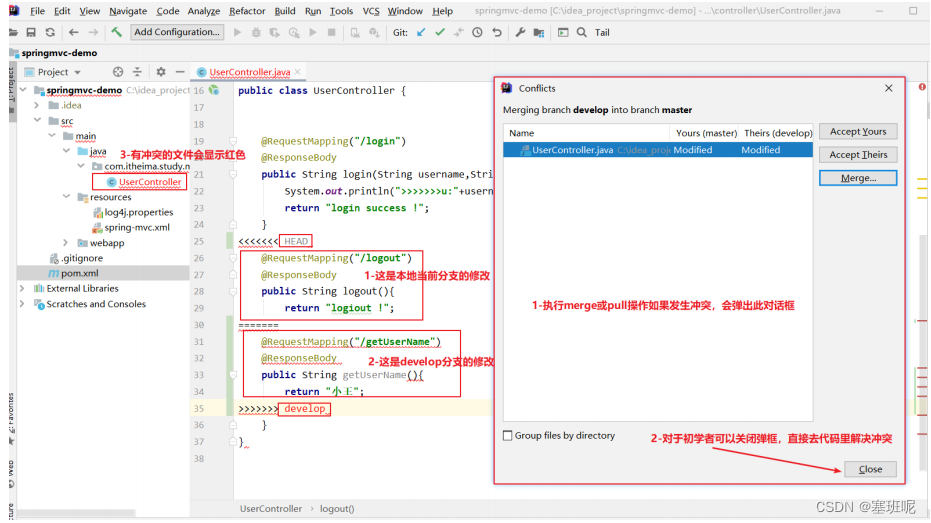 File Edit View Navigate Code Analyze Refactor Build Run Tools VCS Window Help springmvc-demo [C:\idea_project\springmvc-demo] - ...\controller\UserController.java
Add Configuration... Git: Tail
springmvc-demo
Project
UserController.java
springmvc-demo C:\idea_project
.idea
src
main
java
3-有冲突的文件会显示红色
com.itheima.study.m
UserController
resources
log4j.properties
spring-mvc.xml
webapp
.gitignore
pom.xml
External Libraries
Scratches and Consoles
16 public class UserController {
17
18
19 @RequestMapping("/login")
20 @ResponseBody
21 public String login(String username,Stri
22 System.out.println(">>>>>>>u:"+usern
23 return "login success !";
24 }
25 <<<<<<< HEAD
26 @RequestMapping("/logout")
27 @ResponseBody 1-这是本地当前分支的修改
28 public String logout(){
29 return "logiout !";
30 =======
31 @RequestMapping("/getUserName")
32 @ResponseBody 2-这是develop分支的修改
33 public String getUserName(){
34 return "小王";
35 >>>>>>> develop
36 }
37 }
38
UserController › logout()
Conflicts
Merging branch develop into branch master
Name Yours (master) Theirs (develop)
UserController.java C:\idea_proj Modified Modified
Accept Yours
Accept Theirs
Merge...
1-执行merge或pull操作如果发生冲突，会弹出此对话框
Group files by directory
2-对于初学者可以关闭弹框，直接去代码里解决冲突
Close
CSDN @塞班呢